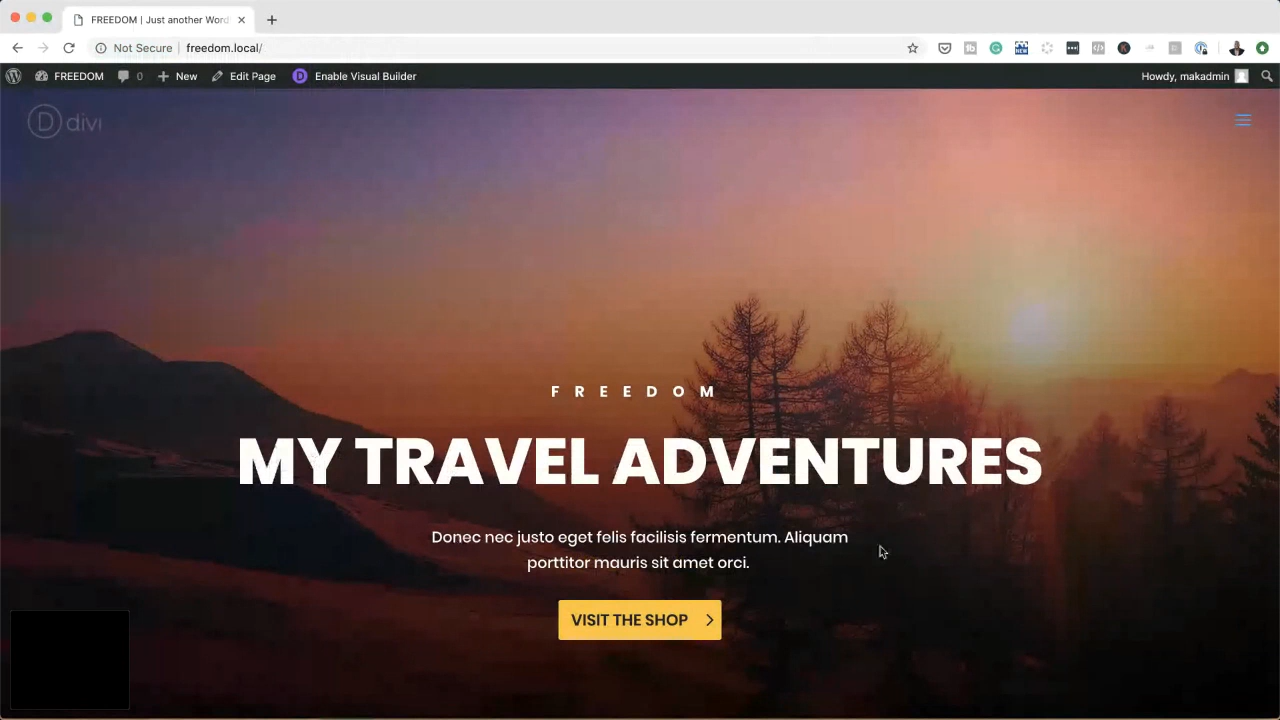 FREEDOM | Just another Word
Not Secure
freedom.local/
NEW
FREEDOM
0
New
Edit Page
D
Enable Visual Builder
Howdy, makadmin
D divi
FREEDOM
MY TRAVEL ADVENTURES
Donec nec justo eget felis facilisis fermentum. Aliquam
porttitor mauris sit amet orci.
VISIT THE SHOP